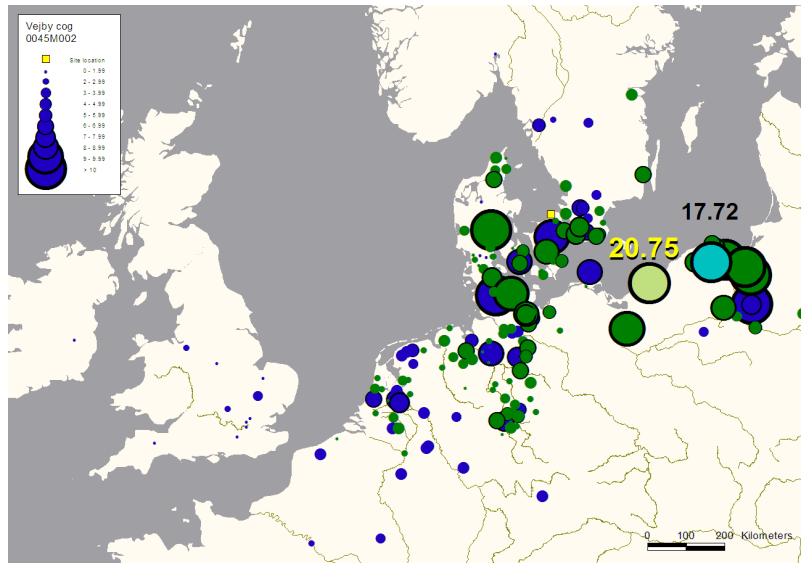 Vejby cog
0045M002
Site location
0 - 1.99
2 - 2.99
3 - 3.99
4 - 4.99
5 - 5.99
6 - 6.99
7 - 7.99
8 - 8.99
9 - 9.99
> 10
17.72
20.75
0 100 200 Kilometers